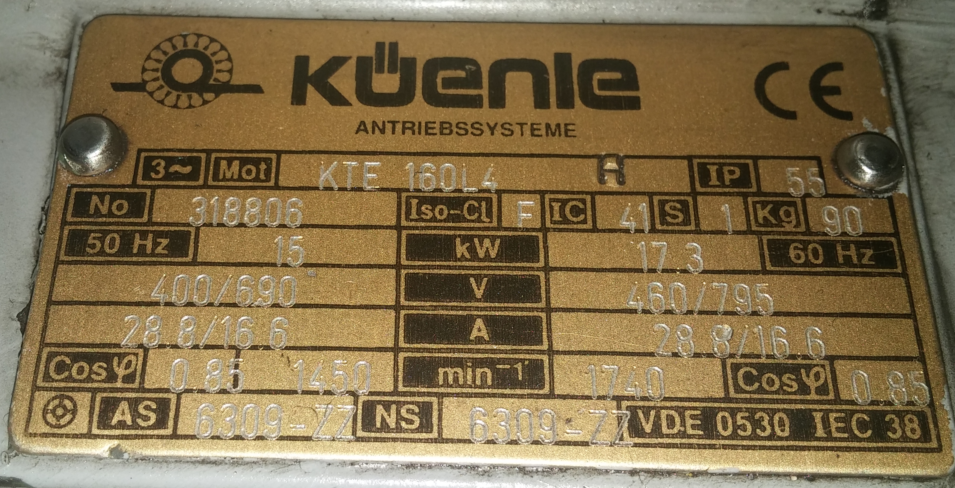 KÜENLE CE
ANTRIEBSSYSTEME
3~ Mot KTE 160L4 H IP 55
No 318806 Iso-Cl F IC 41 S 1 Kg 90
50 Hz 15 kW 17.3 60 Hz
400/690 V 460/795
28.8/16.6 A 28.8/16.6
Cosφ 0.85 1450 min⁻¹ 1740 Cosφ 0.85
AS 6309-ZZ NS 6309-ZZ VDE 0530 IEC 38